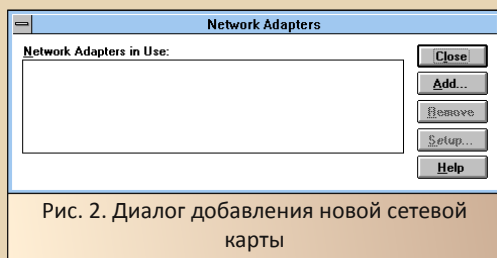 Network Adapters
Network Adapters in Use:
Close
Add...
Remove
Setup...
Help
Рис. 2. Диалог добавления новой сетевой
карты